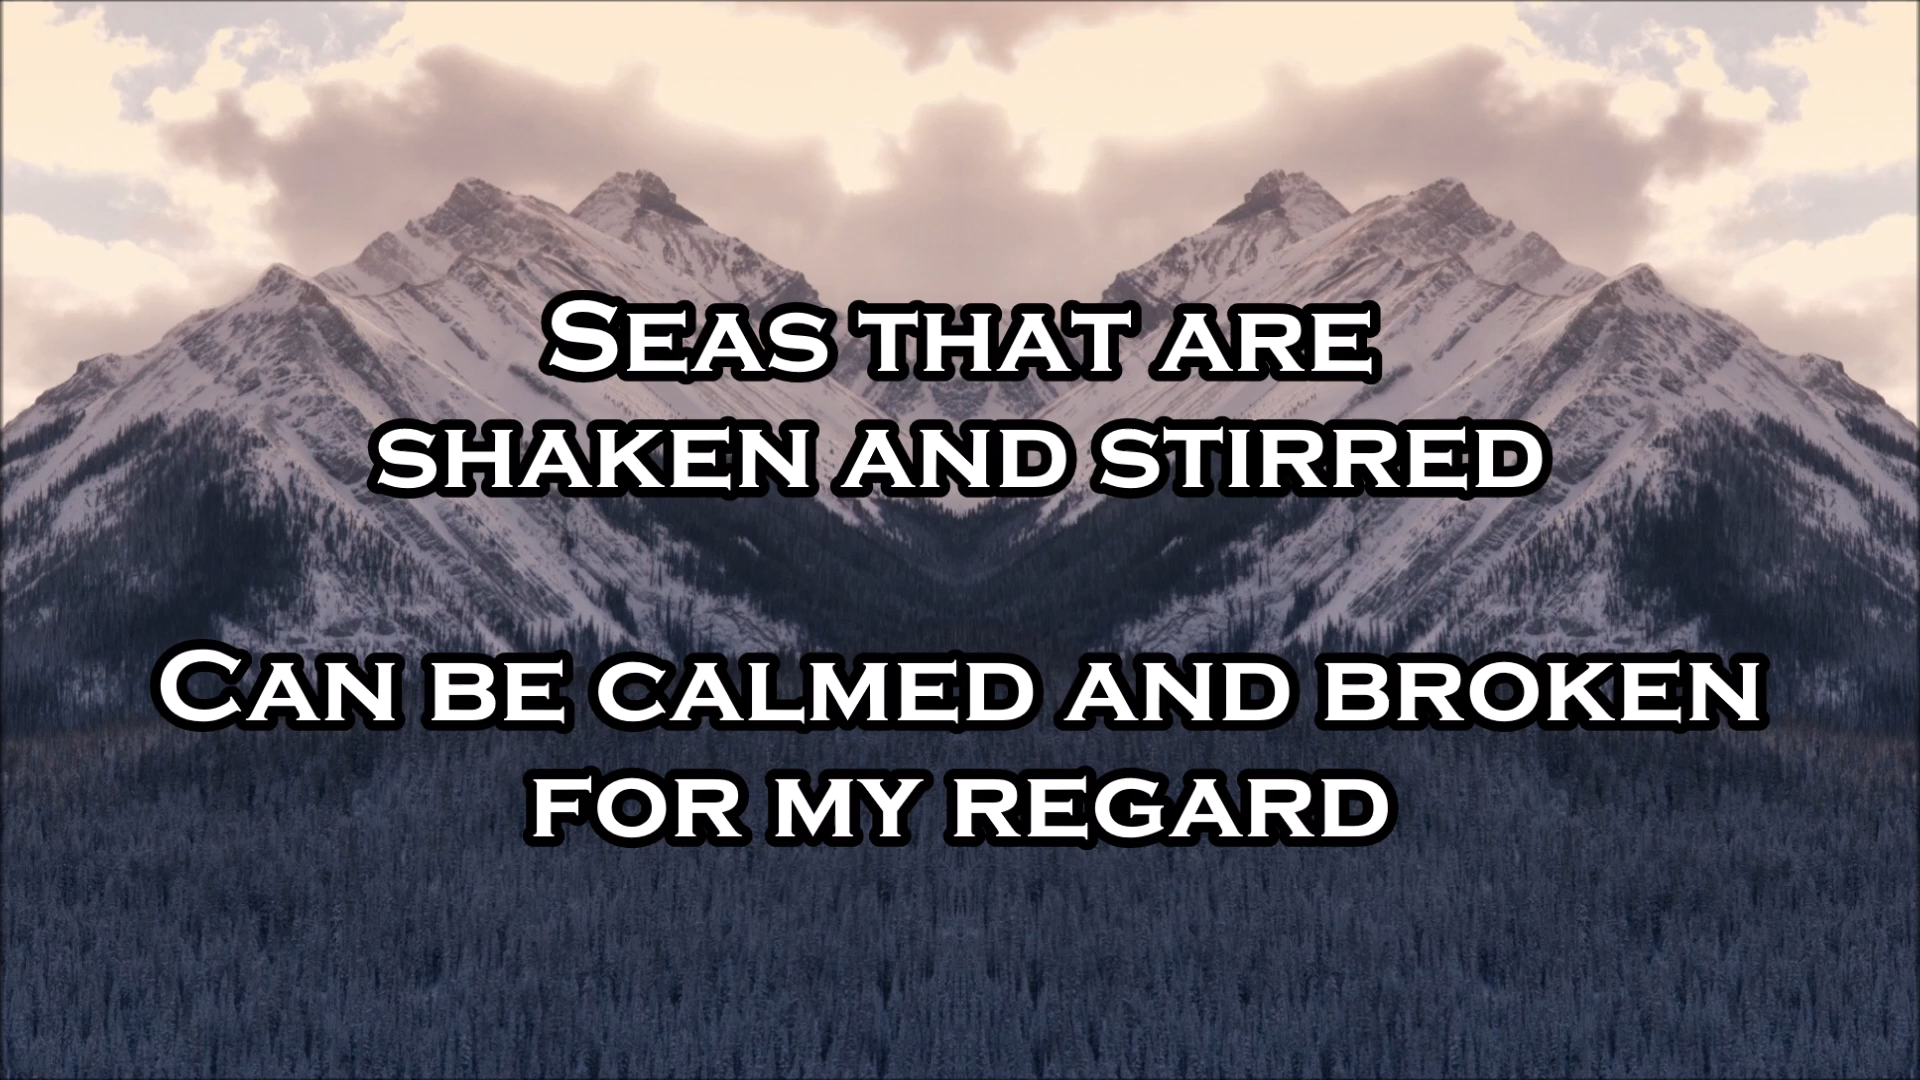 Seas that are
shaken and stirred
Can be calmed and broken
for my regard